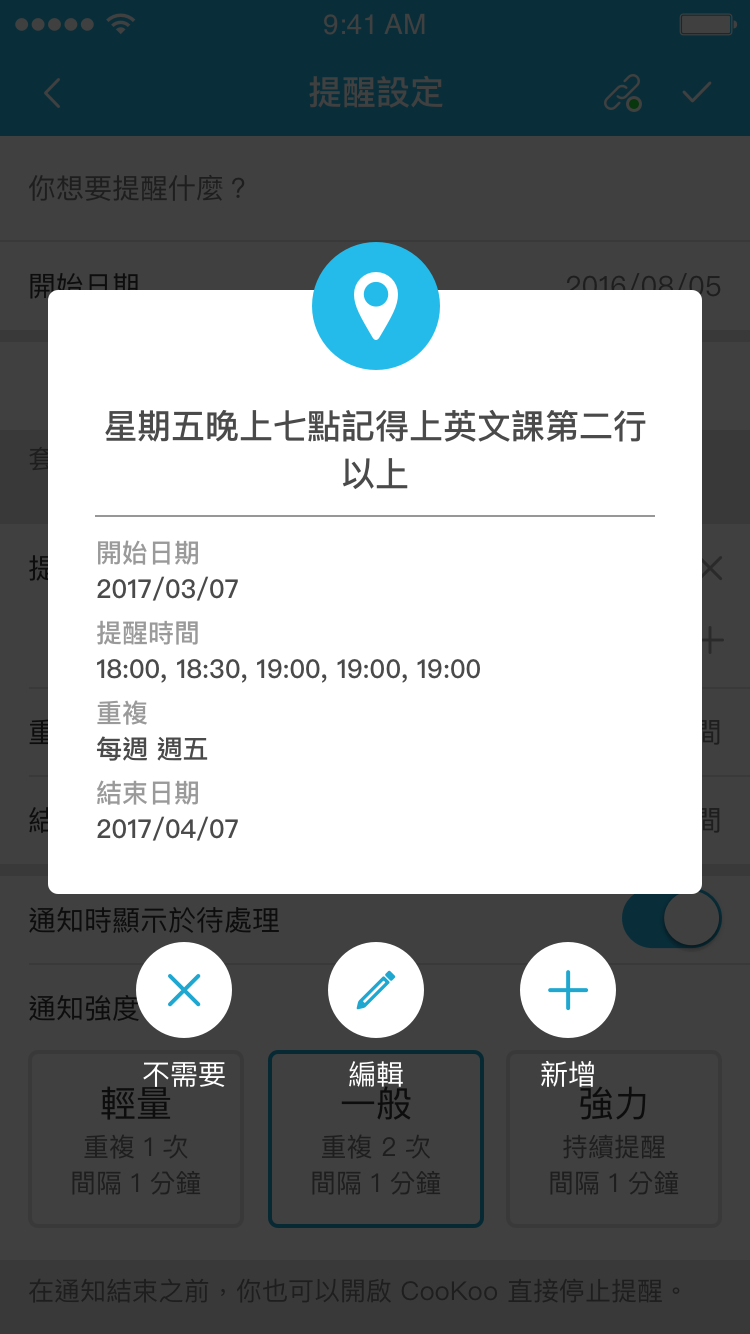 9:41 AM
提醒設定
你想要提醒什麼？
開始日期 2016/08/05
星期五晚上七點記得上英文課第二行
以上
開始日期
2017/03/07
提醒時間
18:00, 18:30, 19:00, 19:00, 19:00
重複
每週 週五
結束日期
2017/04/07
套
提
重 間
結 間
通知時顯示於待處理
通知強度
不需要 編輯 新增
輕量 一般 強力
重複 1 次 重複 2 次 持續提醒
間隔 1 分鐘 間隔 1 分鐘 間隔 1 分鐘
在通知結束之前，你也可以開啟 CooKoo 直接停止提醒。